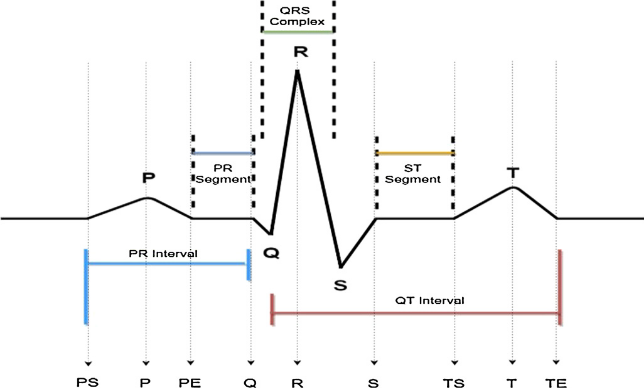 QRS
Complex
R
PR
Segment
ST
Segment
P
T
Q
PR Interval
S
QT Interval
PS P PE Q R S TS T TE